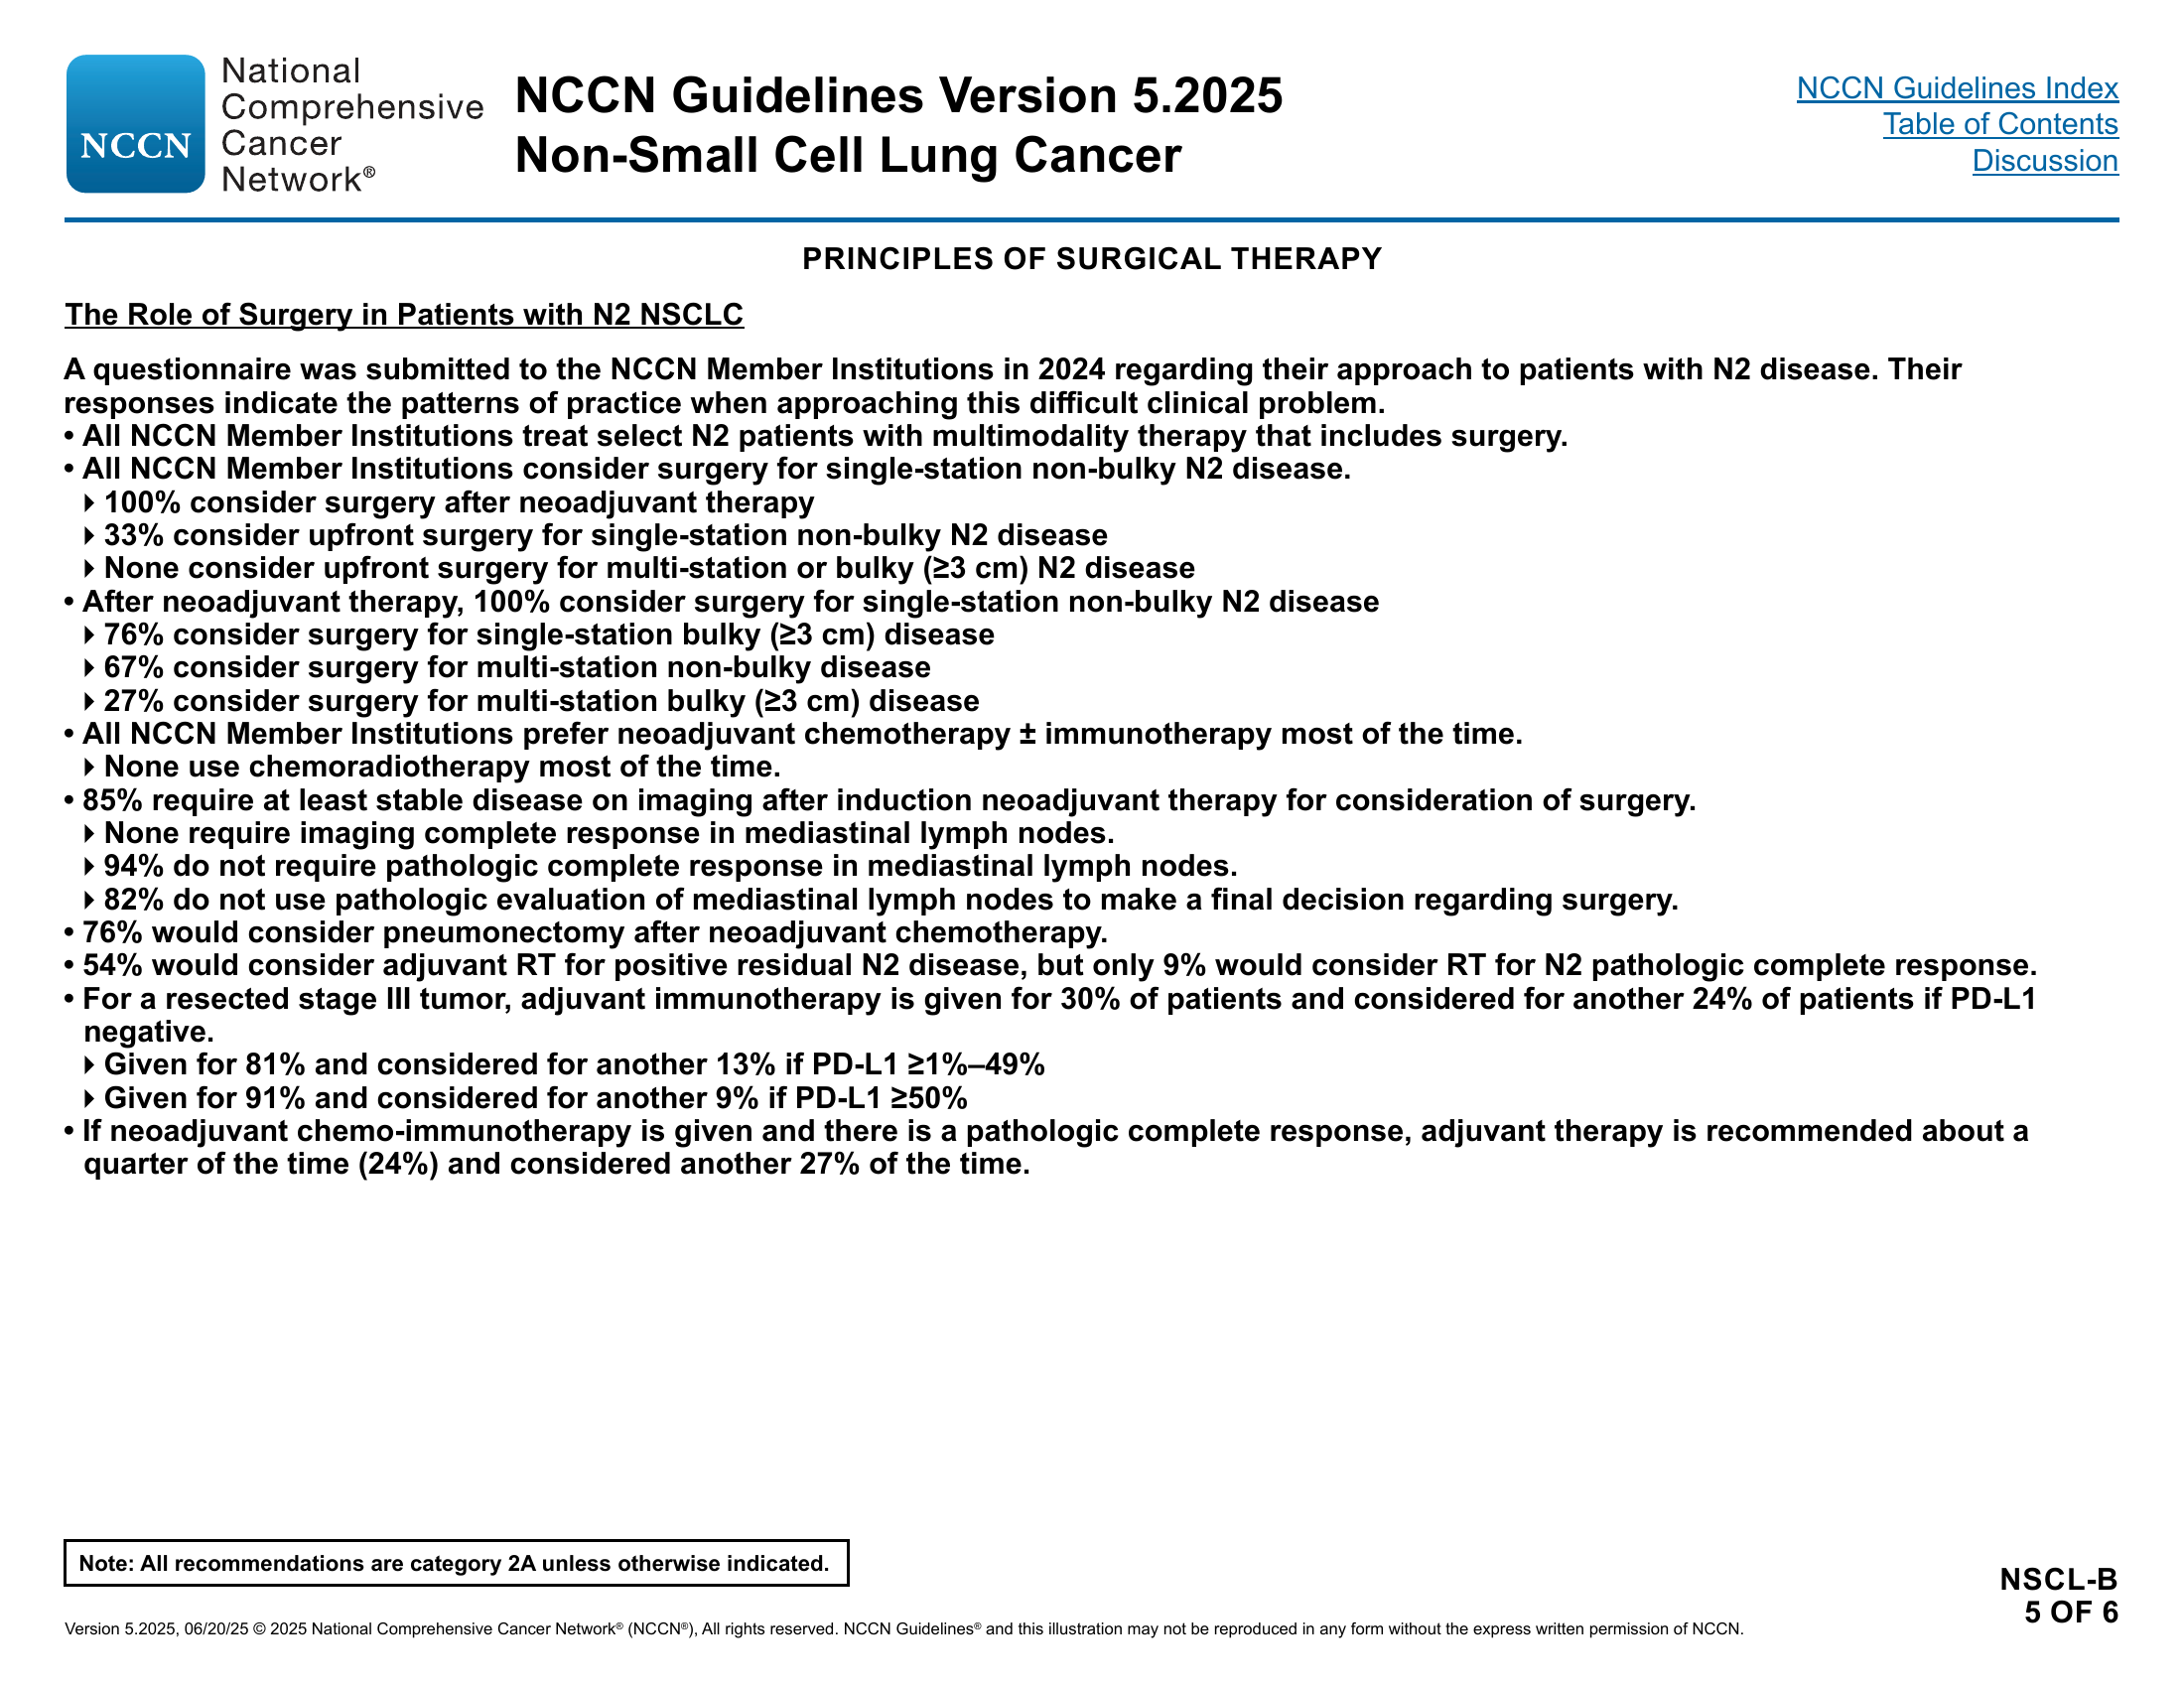 NCCN
National
Comprehensive
Cancer
Network®
NCCN Guidelines Version 5.2025
Non-Small Cell Lung Cancer
NCCN Guidelines Index
Table of Contents
Discussion
PRINCIPLES OF SURGICAL THERAPY
The Role of Surgery in Patients with N2 NSCLC
A questionnaire was submitted to the NCCN Member Institutions in 2024 regarding their approach to patients with N2 disease. Their
responses indicate the patterns of practice when approaching this difficult clinical problem.
• All NCCN Member Institutions treat select N2 patients with multimodality therapy that includes surgery.
• All NCCN Member Institutions consider surgery for single-station non-bulky N2 disease.
▸ 100% consider surgery after neoadjuvant therapy
▸ 33% consider upfront surgery for single-station non-bulky N2 disease
▸ None consider upfront surgery for multi-station or bulky (≥3 cm) N2 disease
• After neoadjuvant therapy, 100% consider surgery for single-station non-bulky N2 disease
▸ 76% consider surgery for single-station bulky (≥3 cm) disease
▸ 67% consider surgery for multi-station non-bulky disease
▸ 27% consider surgery for multi-station bulky (≥3 cm) disease
• All NCCN Member Institutions prefer neoadjuvant chemotherapy ± immunotherapy most of the time.
▸ None use chemoradiotherapy most of the time.
• 85% require at least stable disease on imaging after induction neoadjuvant therapy for consideration of surgery.
▸ None require imaging complete response in mediastinal lymph nodes.
▸ 94% do not require pathologic complete response in mediastinal lymph nodes.
▸ 82% do not use pathologic evaluation of mediastinal lymph nodes to make a final decision regarding surgery.
• 76% would consider pneumonectomy after neoadjuvant chemotherapy.
• 54% would consider adjuvant RT for positive residual N2 disease, but only 9% would consider RT for N2 pathologic complete response.
• For a resected stage III tumor, adjuvant immunotherapy is given for 30% of patients and considered for another 24% of patients if PD-L1
negative.
▸ Given for 81% and considered for another 13% if PD-L1 ≥1%–49%
▸ Given for 91% and considered for another 9% if PD-L1 ≥50%
• If neoadjuvant chemo-immunotherapy is given and there is a pathologic complete response, adjuvant therapy is recommended about a
quarter of the time (24%) and considered another 27% of the time.
Note: All recommendations are category 2A unless otherwise indicated.
NSCL-B
5 OF 6
Version 5.2025, 06/20/25 © 2025 National Comprehensive Cancer Network® (NCCN®), All rights reserved. NCCN Guidelines® and this illustration may not be reproduced in any form without the express written permission of NCCN.